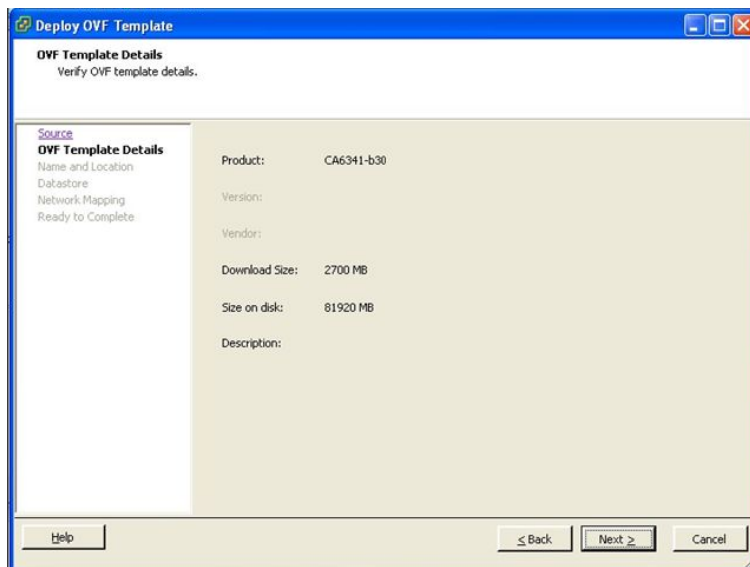 Deploy OVF Template
OVF Template Details
Verify OVF template details.
Source
OVF Template Details
Name and Location
Datastore
Network Mapping
Ready to Complete
Product: CA6341-b30
Version:
Vendor:
Download Size: 2700 MB
Size on disk: 81920 MB
Description:
Help
≤ Back
Next ≥
Cancel